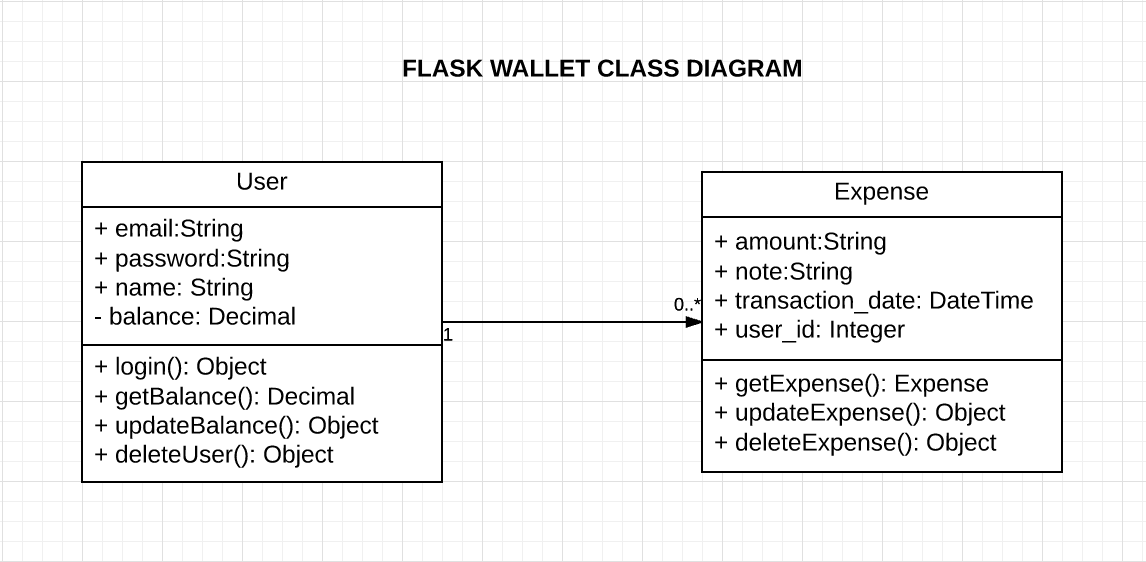 FLASK WALLET CLASS DIAGRAM
User
+ email:String
+ password:String
+ name: String
- balance: Decimal
+ login(): Object
+ getBalance(): Decimal
+ updateBalance(): Object
+ deleteUser(): Object
1
0..*
Expense
+ amount:String
+ note:String
+ transaction_date: DateTime
+ user_id: Integer
+ getExpense(): Expense
+ updateExpense(): Object
+ deleteExpense(): Object